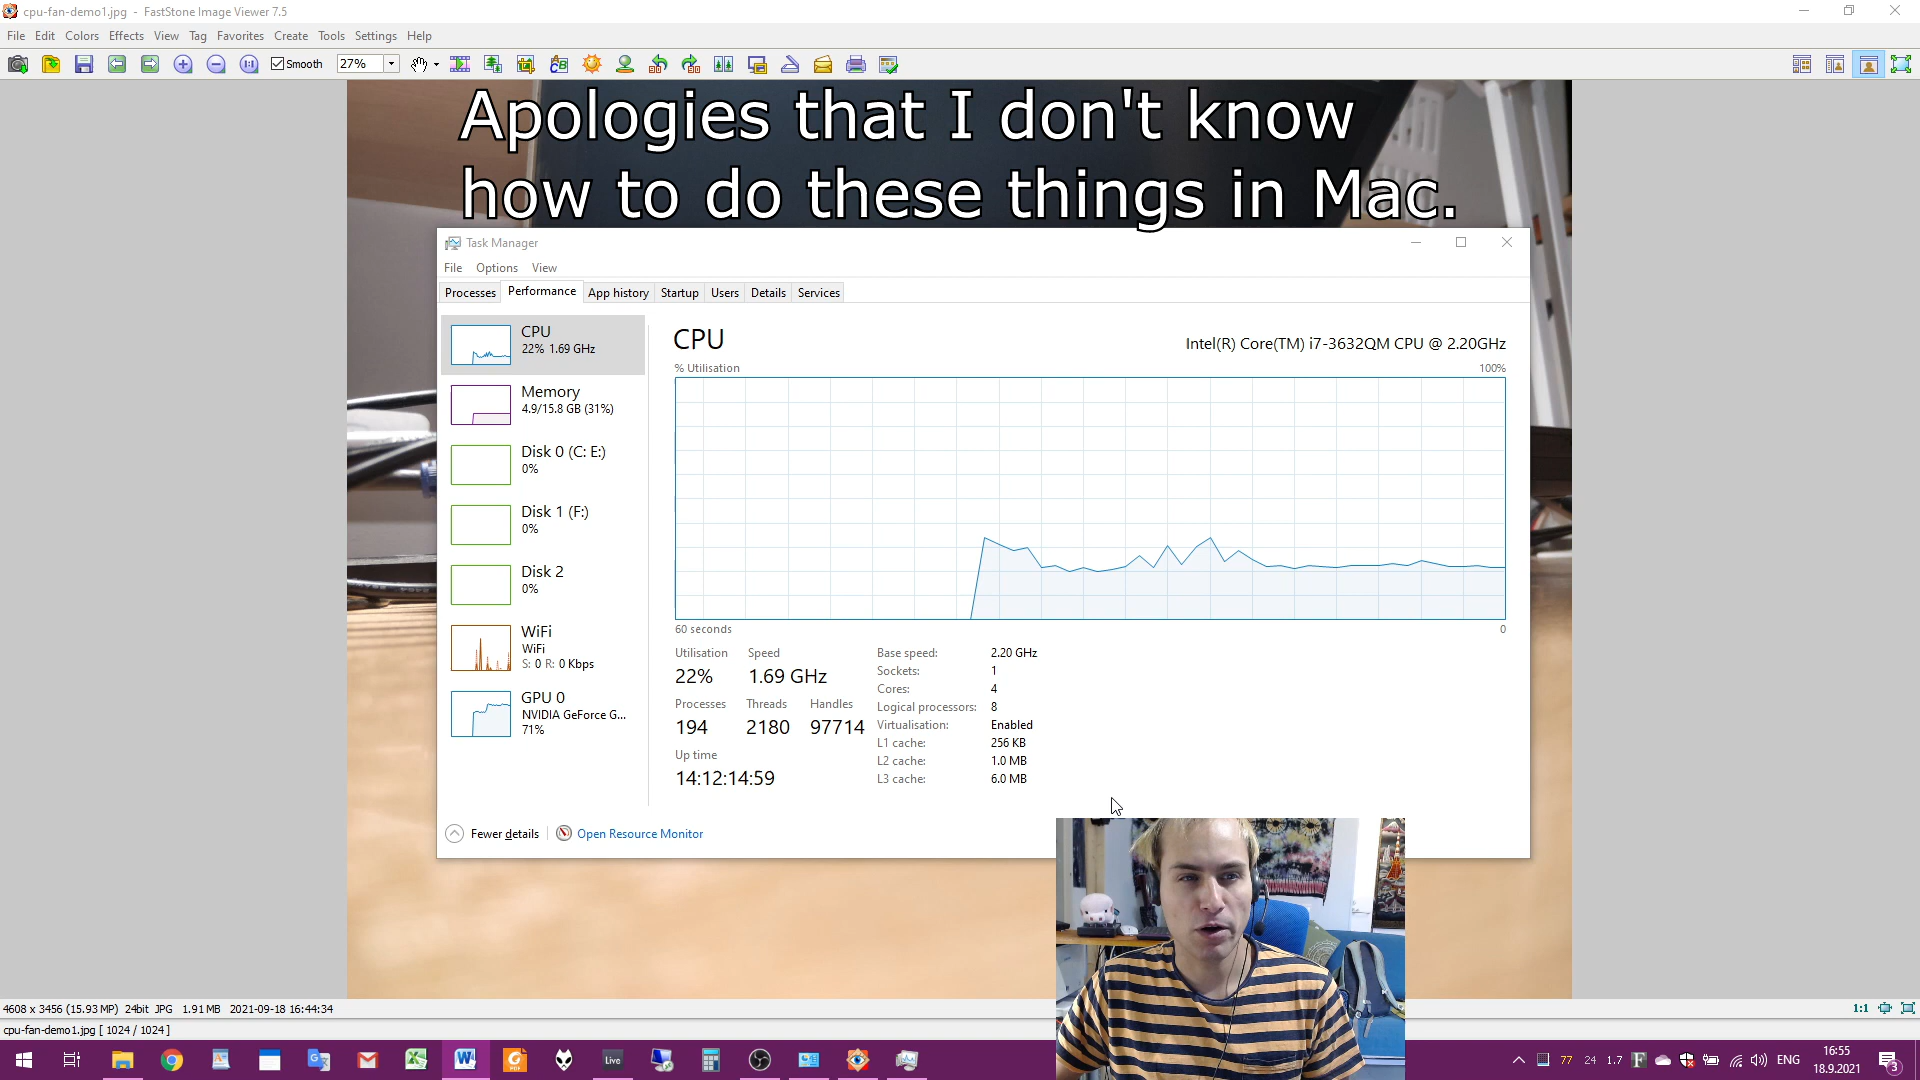 cpu-fan-demo1.jpg - FastStone Image Viewer 7.5
File Edit Colors Effects View Tag Favorites Create Tools Settings Help
Smooth 27%
Apologies that I don't know
how to do these things in Mac.
Task Manager
File Options View
Processes Performance App history Startup Users Details Services
CPU
22% 1.69 GHz
Memory
4.9/15.8 GB (31%)
Disk 0 (C: E:)
0%
Disk 1 (F:)
0%
Disk 2
0%
WiFi
WiFi
S: 0 R: 0 Kbps
GPU 0
NVIDIA GeForce G...
71%
CPU Intel(R) Core(TM) i7-3632QM CPU @ 2.20GHz
% Utilisation 100%
60 seconds 0
Utilisation Speed
22% 1.69 GHz
Processes Threads Handles
194 2180 97714
Up time
14:12:14:59
Base speed: 2.20 GHz
Sockets: 1
Cores: 4
Logical processors: 8
Virtualisation: Enabled
L1 cache: 256 KB
L2 cache: 1.0 MB
L3 cache: 6.0 MB
Fewer details Open Resource Monitor
4608 x 3456 (15.93 MP) 24bit JPG 1.91 MB 2021-09-18 16:44:34 1:1
cpu-fan-demo1.jpg [ 1024 / 1024 ]
Live 77 24 1.7 ENG 16:55
18.9.2021 3